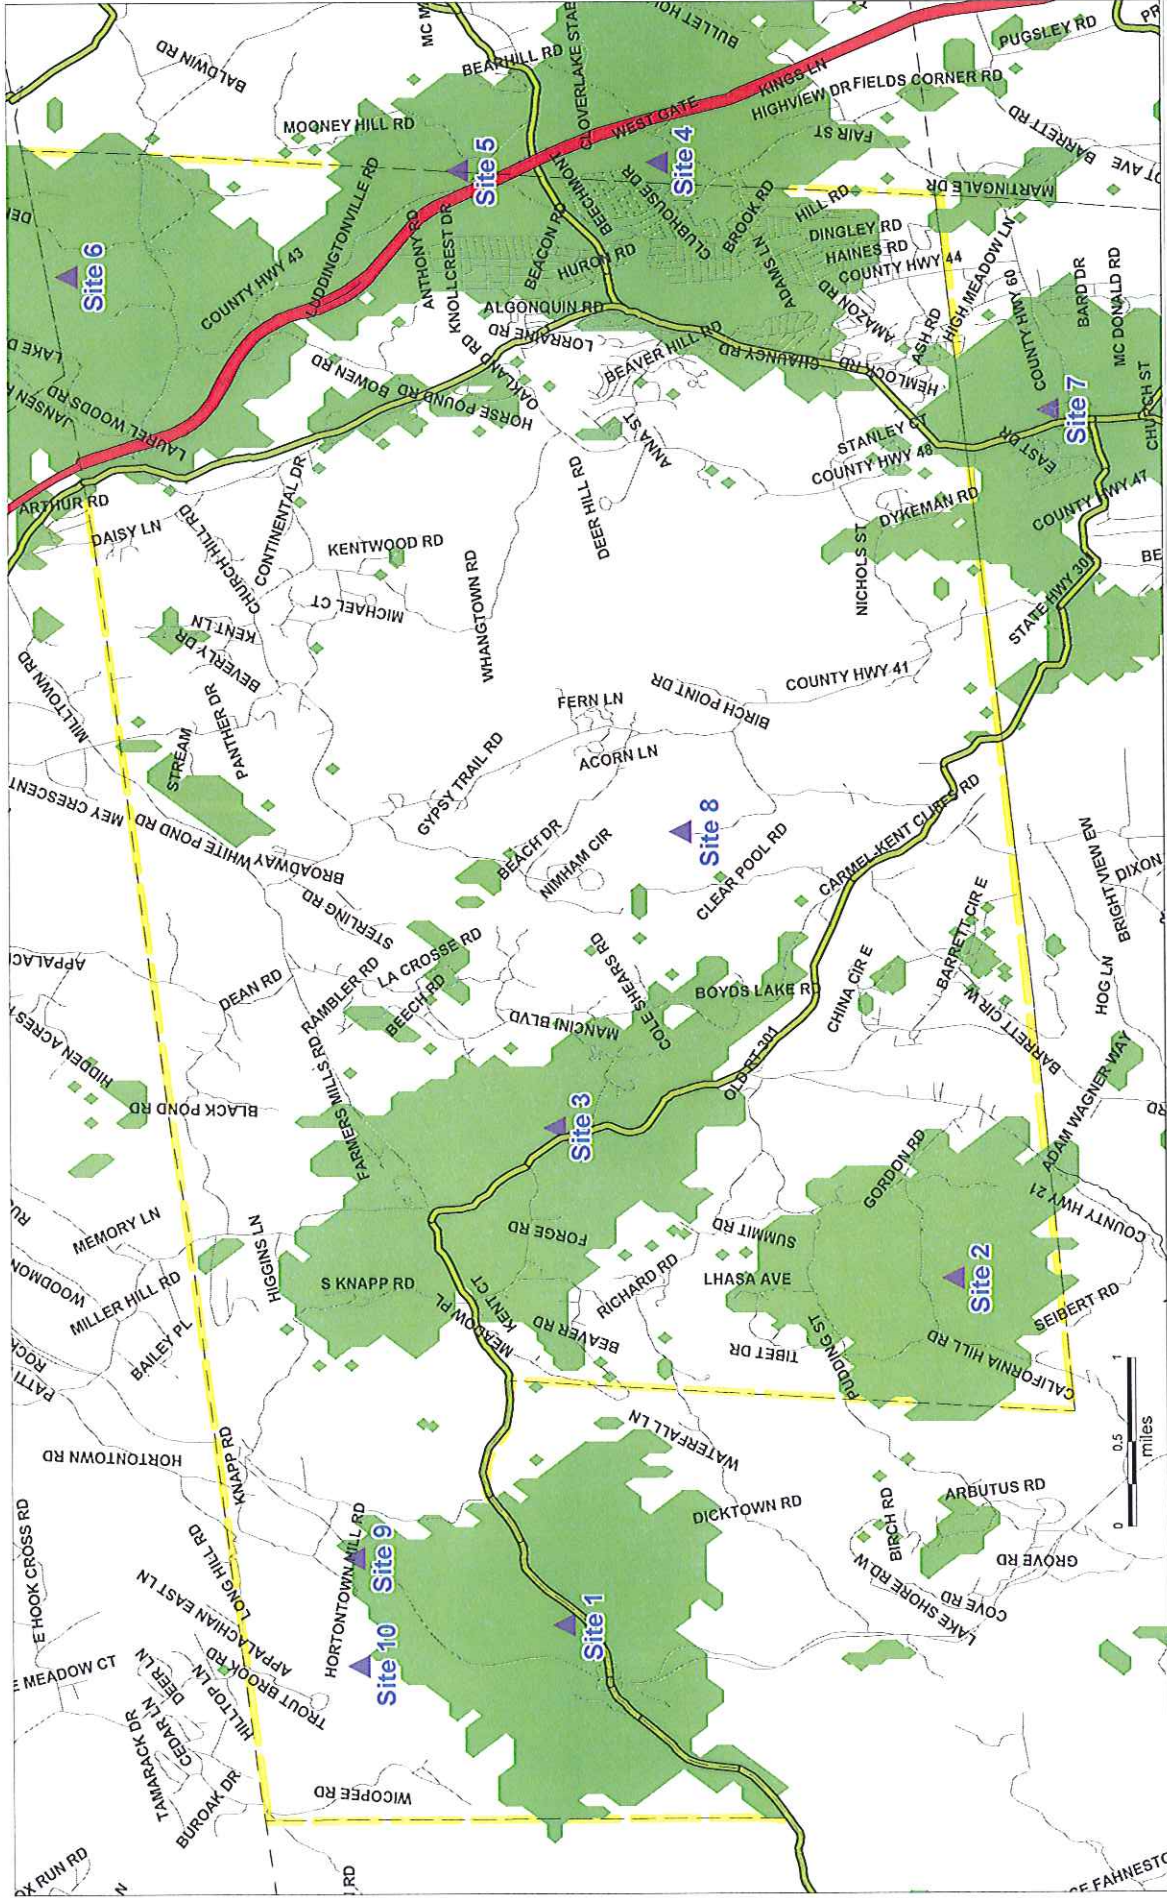 BALDWIN RD
BEARHILL RD
MOONEY HILL RD
CLOVERLAKE STAB
WEST GATE
KINGS LN
HIGHVIEW DR
FIELDS CORNER RD
PUGSLEY RD
BARRETT RD
FAIR ST
MARTINGALE DR
Site 4
Site 5
Site 6
COUNTY HWY 43
LUDDINGTONVILLE RD
ANTHONY RD
KNOLLCREST DR
BEACON RD
BEECHMONT
HURON RD
CLUBHOUSE DR
BROOK RD
ADAMS LN
HILL RD
DINGLEY RD
HAINES RD
COUNTY HWY 44
AMAZON RD
ASH RD
HIGH MEADOW LN
COUNTY HWY 60
BARD DR
MC DONALD RD
CHURCH ST
ALGONQUIN RD
LORRAINE RD
OAKLAND RD
BOWEN RD
HORSE POUND RD
BEAVER HILL RD
CHAUNCY RD
HEMLOCK RD
LAUREL WOODS RD
ARTHUR RD
DAISY LN
CHURCH HILL RD
CONTINENTAL DR
KENTWOOD RD
MICHAEL CT
WHANGTOWN RD
DEER HILL RD
ANNA ST
STANLEY CT
COUNTY HWY 48
DYKEMAN RD
NICHOLS ST
EAST DR
Site 7
COUNTY HWY 47
STATE HWY 301
KENT LN
BEVERLY DR
PANTHER DR
STREAM
MILLTOWN RD
FERN LN
BIRCH POINT DR
COUNTY HWY 41
ACORN LN
GYPSY TRAIL RD
BEACH DR
NIMHAM CIR
Site 8
CLEAR POOL RD
CARMEL-KENT CLIFFS RD
MEY CRESCENT
WHITE POND RD
BROADWAY
STERLING RD
LA CROSSE RD
BEECH RD
RAMBLER RD
DEAN RD
FARMERS MILLS RD
MANCINI BLVD
COLE SHEARS RD
BOYDS LAKE RD
OLD RT 301
CHINA CIR E
BARRETT CIR E
BARRETT CIR W
HOG LN
BRIGHT VIEW EW
DIXON
ADAM WAGNER WAY
COUNTY HWY 21
HIDDEN ACRES
BLACK POND RD
Site 3
FORGE RD
GORDON RD
SUMMIT RD
LHASA AVE
Site 2
SEIBERT RD
CALIFORNIA HILL RD
PUDDING ST
TIBET DR
RICHARD RD
BEAVER RD
KENT CT
MEADOW PL
S KNAPP RD
HIGGINS LN
MEMORY LN
WOODMON
MILLER HILL RD
BAILEY PL
HORTONTOWN RD
KNAPP RD
WATERFALL LN
DICKTOWN RD
BIRCH RD
ARBUTUS RD
GROVE RD
COVE RD
LAKE SHORE RD W
E HOOK CROSS RD
E MEADOW CT
LONG HILL RD
APPALACHIAN EAST LN
TROUT BROOK RD
HORTONTOWN HILL RD
Site 9
Site 10
Site 1
DEER LN
HILLTOP LN
CEDAR LN
TAMARACK DR
BUROAK DR
WICOPEE RD
OX RUN RD
0 0.5 1
miles